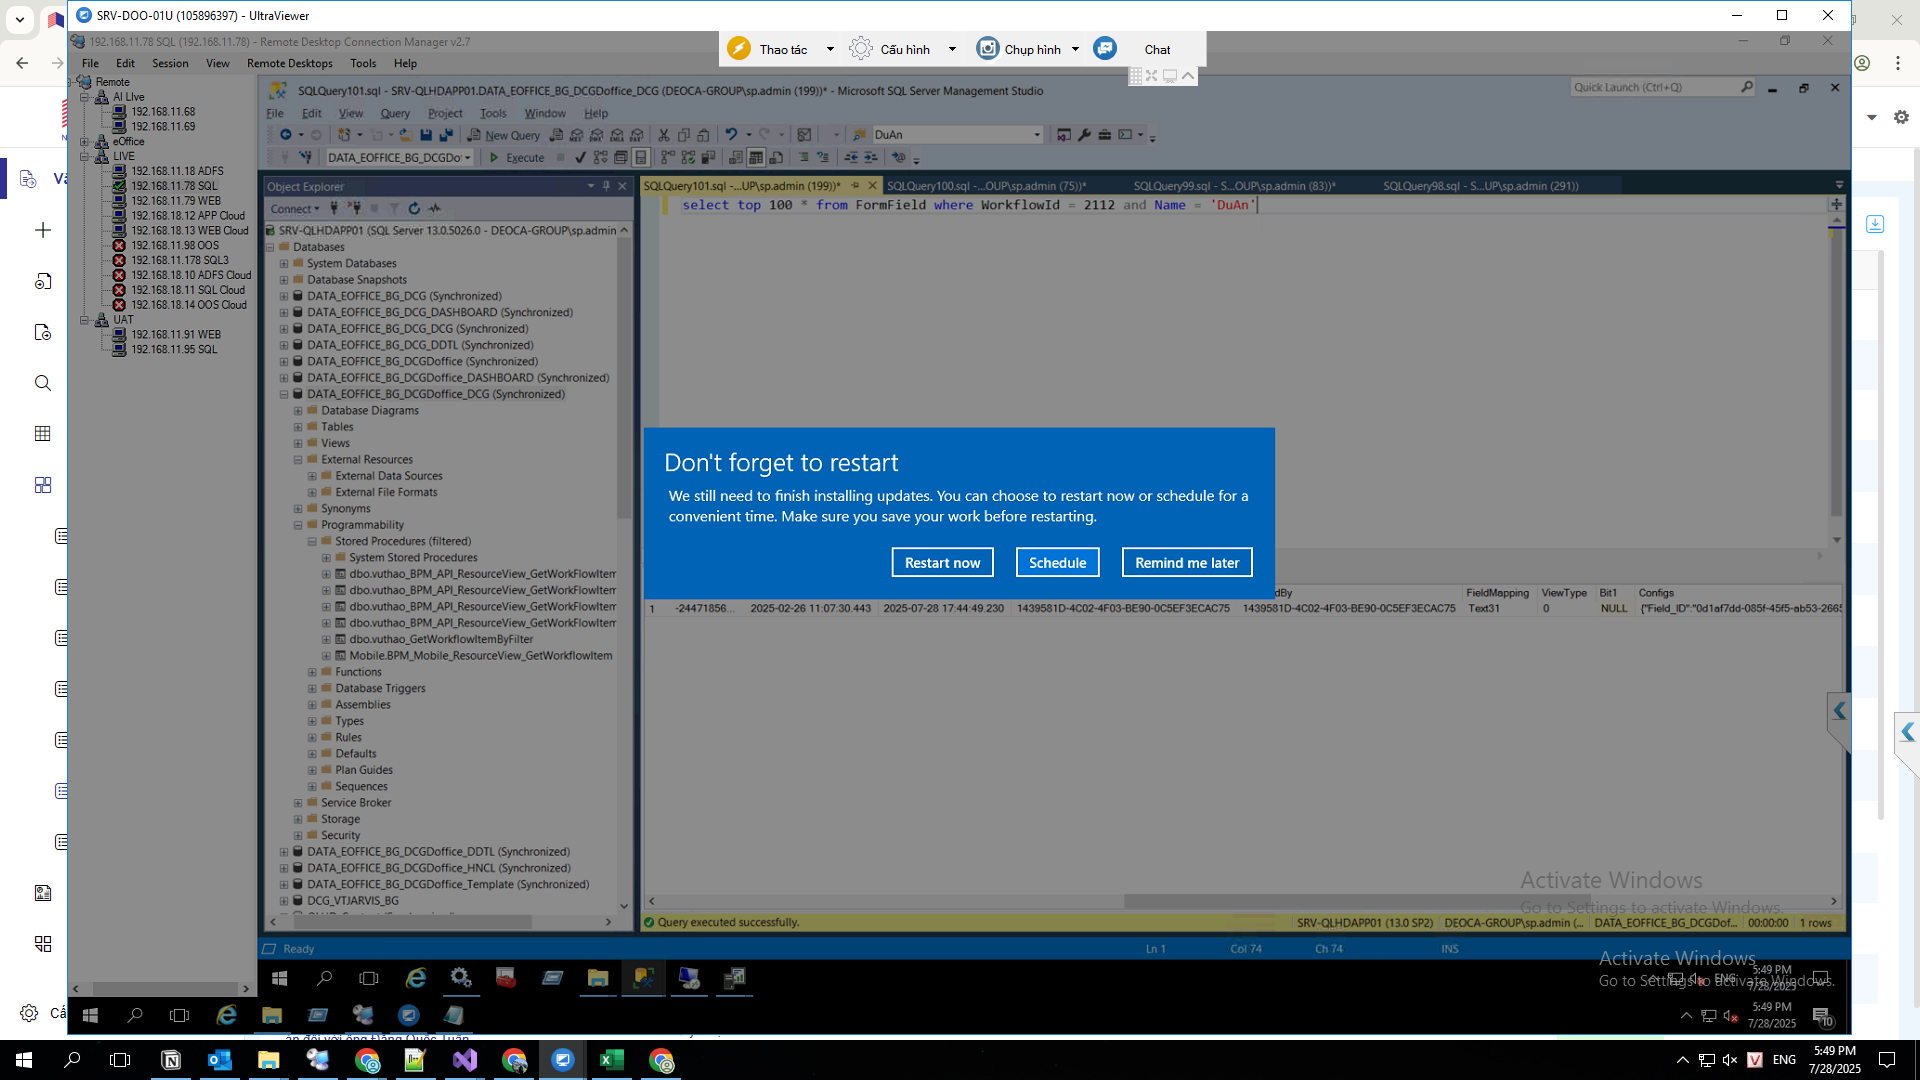 SRV-DOO-01U (105896397) - UltraViewer
192.168.11.78 SQL (192.168.11.78) - Remote Desktop Connection Manager v2.7
Thao tác
Cấu hình
Chụp hình
Chat
File Edit Session View Remote Desktops Tools Help
Remote
AI LIve
192.168.11.68
192.168.11.69
eOffice
LIVE
192.168.11.18 ADFS
192.168.11.78 SQL
192.168.11.79 WEB
192.168.18.12 APP Cloud
192.168.18.13 WEB Cloud
192.168.11.98 OOS
192.168.11.178 SQL3
192.168.18.10 ADFS Cloud
192.168.18.11 SQL Cloud
192.168.18.14 OOS Cloud
UAT
192.168.11.91 WEB
192.168.11.95 SQL
SQLQuery101.sql - SRV-QLHDAPP01.DATA_EOFFICE_BG_DCGDoffice_DCG (DEOCA-GROUP\sp.admin (199))* - Microsoft SQL Server Management Studio
Quick Launch (Ctrl+Q)
File Edit View Query Project Tools Window Help
New Query
DuAn
DATA_EOFFICE_BG_DCGDo
Execute
Object Explorer
Connect
SRV-QLHDAPP01 (SQL Server 13.0.5026.0 - DEOCA-GROUP\sp.admin
Databases
System Databases
Database Snapshots
DATA_EOFFICE_BG_DCG (Synchronized)
DATA_EOFFICE_BG_DCG_DASHBOARD (Synchronized)
DATA_EOFFICE_BG_DCG_DCG (Synchronized)
DATA_EOFFICE_BG_DCG_DDTL (Synchronized)
DATA_EOFFICE_BG_DCGDoffice (Synchronized)
DATA_EOFFICE_BG_DCGDoffice_DASHBOARD (Synchronized)
DATA_EOFFICE_BG_DCGDoffice_DCG (Synchronized)
Database Diagrams
Tables
Views
External Resources
External Data Sources
External File Formats
Synonyms
Programmability
Stored Procedures (filtered)
System Stored Procedures
dbo.vuthao_BPM_API_ResourceView_GetWorkFlowItem
dbo.vuthao_BPM_API_ResourceView_GetWorkFlowItem
dbo.vuthao_BPM_API_ResourceView_GetWorkFlowItem
dbo.vuthao_BPM_API_ResourceView_GetWorkFlowItem
dbo.vuthao_GetWorkflowItemByFilter
Mobile.BPM_Mobile_ResourceView_GetWorkflowItem
Functions
Database Triggers
Assemblies
Types
Rules
Defaults
Plan Guides
Sequences
Service Broker
Storage
Security
DATA_EOFFICE_BG_DCGDoffice_DDTL (Synchronized)
DATA_EOFFICE_BG_DCGDoffice_HNCL (Synchronized)
DATA_EOFFICE_BG_DCGDoffice_Template (Synchronized)
DCG_VTJARVIS_BG
SQLQuery101.sql -...UP\sp.admin (199))*
SQLQuery100.sql -...OUP\sp.admin (75))*
SQLQuery99.sql - S...OUP\sp.admin (83))*
SQLQuery98.sql - S...UP\sp.admin (291))
select top 100 * from FormField where WorkflowId = 2112 and Name = 'DuAn'
Don't forget to restart
We still need to finish installing updates. You can choose to restart now or schedule for a
convenient time. Make sure you save your work before restarting.
Restart now
Schedule
Remind me later
dBy FieldMapping ViewType Bit1 Configs
1 -24471856... 2025-02-26 11:07:30.443 2025-07-28 17:44:49.230 1439581D-4C02-4F03-BE90-0C5EF3ECAC75 1439581D-4C02-4F03-BE90-0C5EF3ECAC75 Text31 0 NULL {"Field_ID":"0d1af7dd-085f-45f5-ab53-2665
Activate Windows
Go to Settings to activate Windows.
Query executed successfully.
SRV-QLHDAPP01 (13.0 SP2) DEOCA-GROUP\sp.admin (... DATA_EOFFICE_BG_DCGDof... 00:00:00 1 rows
Ready
Ln 1 Col 74 Ch 74 INS
Activate Windows
Go to Settings to activate Windows.
ENG
5:49 PM
7/28/2025
5:49 PM
7/28/2025
10
ENG
5:49 PM
7/28/2025